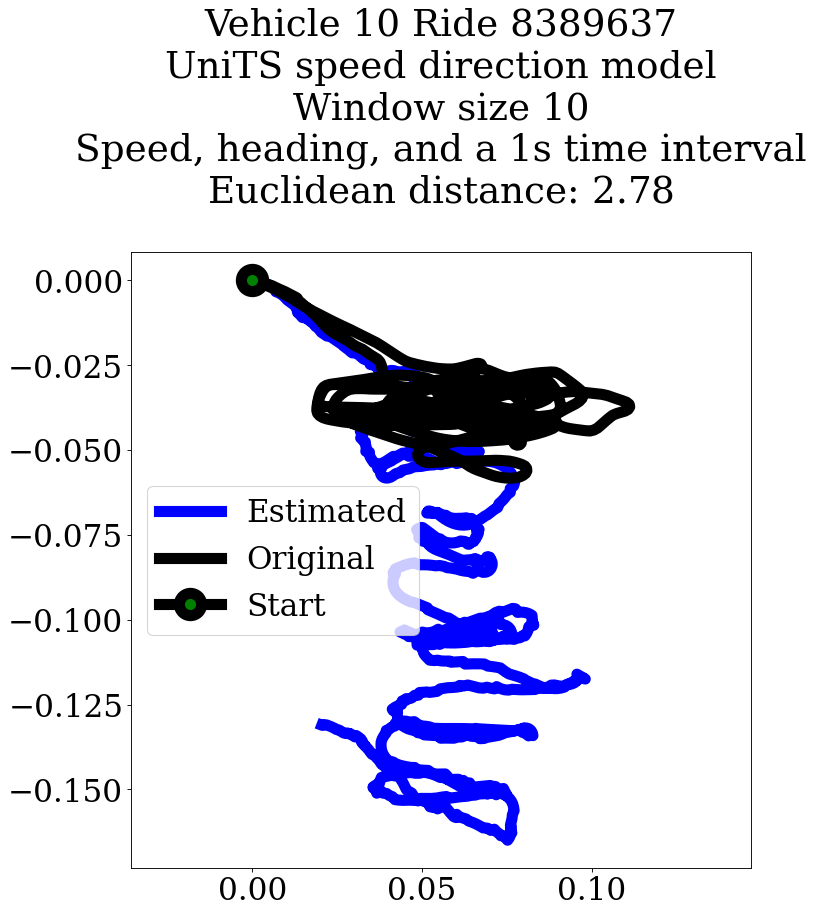 Vehicle 10 Ride 8389637
UniTS speed direction model
Window size 10
Speed, heading, and a 1s time interval
Euclidean distance: 2.78
0.000
−0.025
−0.050
−0.075
−0.100
−0.125
−0.150
Estimated
Original
Start
0.00 0.05 0.10